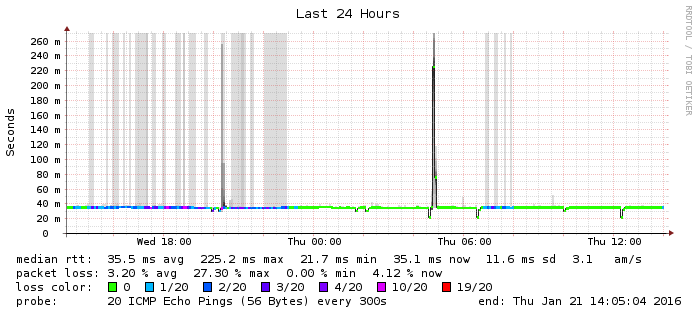 Last 24 Hours
RRDTOOL / TOBI OETIKER
Seconds
260 m
240 m
220 m
200 m
180 m
160 m
140 m
120 m
100 m
80 m
60 m
40 m
20 m
0
Wed 18:00 Thu 00:00 Thu 06:00 Thu 12:00
median rtt: 35.5 ms avg 225.2 ms max 21.7 ms min 35.1 ms now 11.6 ms sd 3.1 am/s
packet loss: 3.20 % avg 27.30 % max 0.00 % min 4.12 % now
loss color: 0 1/20 2/20 3/20 4/20 10/20 19/20
probe: 20 ICMP Echo Pings (56 Bytes) every 300s end: Thu Jan 21 14:05:04 2016